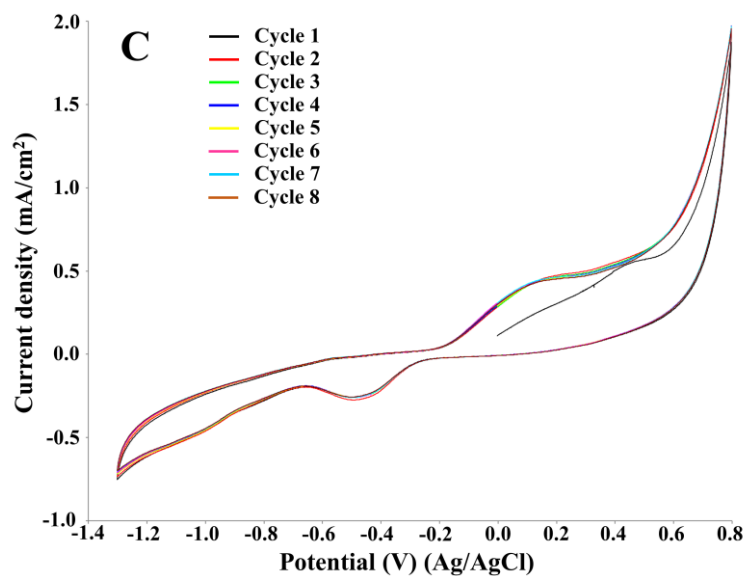 C
Cycle 1
Cycle 2
Cycle 3
Cycle 4
Cycle 5
Cycle 6
Cycle 7
Cycle 8
Current density (mA/cm²)
2.0
1.5
1.0
0.5
0.0
-0.5
-1.0
-1.4 -1.2 -1.0 -0.8 -0.6 -0.4 -0.2 0.0 0.2 0.4 0.6 0.8
Potential (V) (Ag/AgCl)